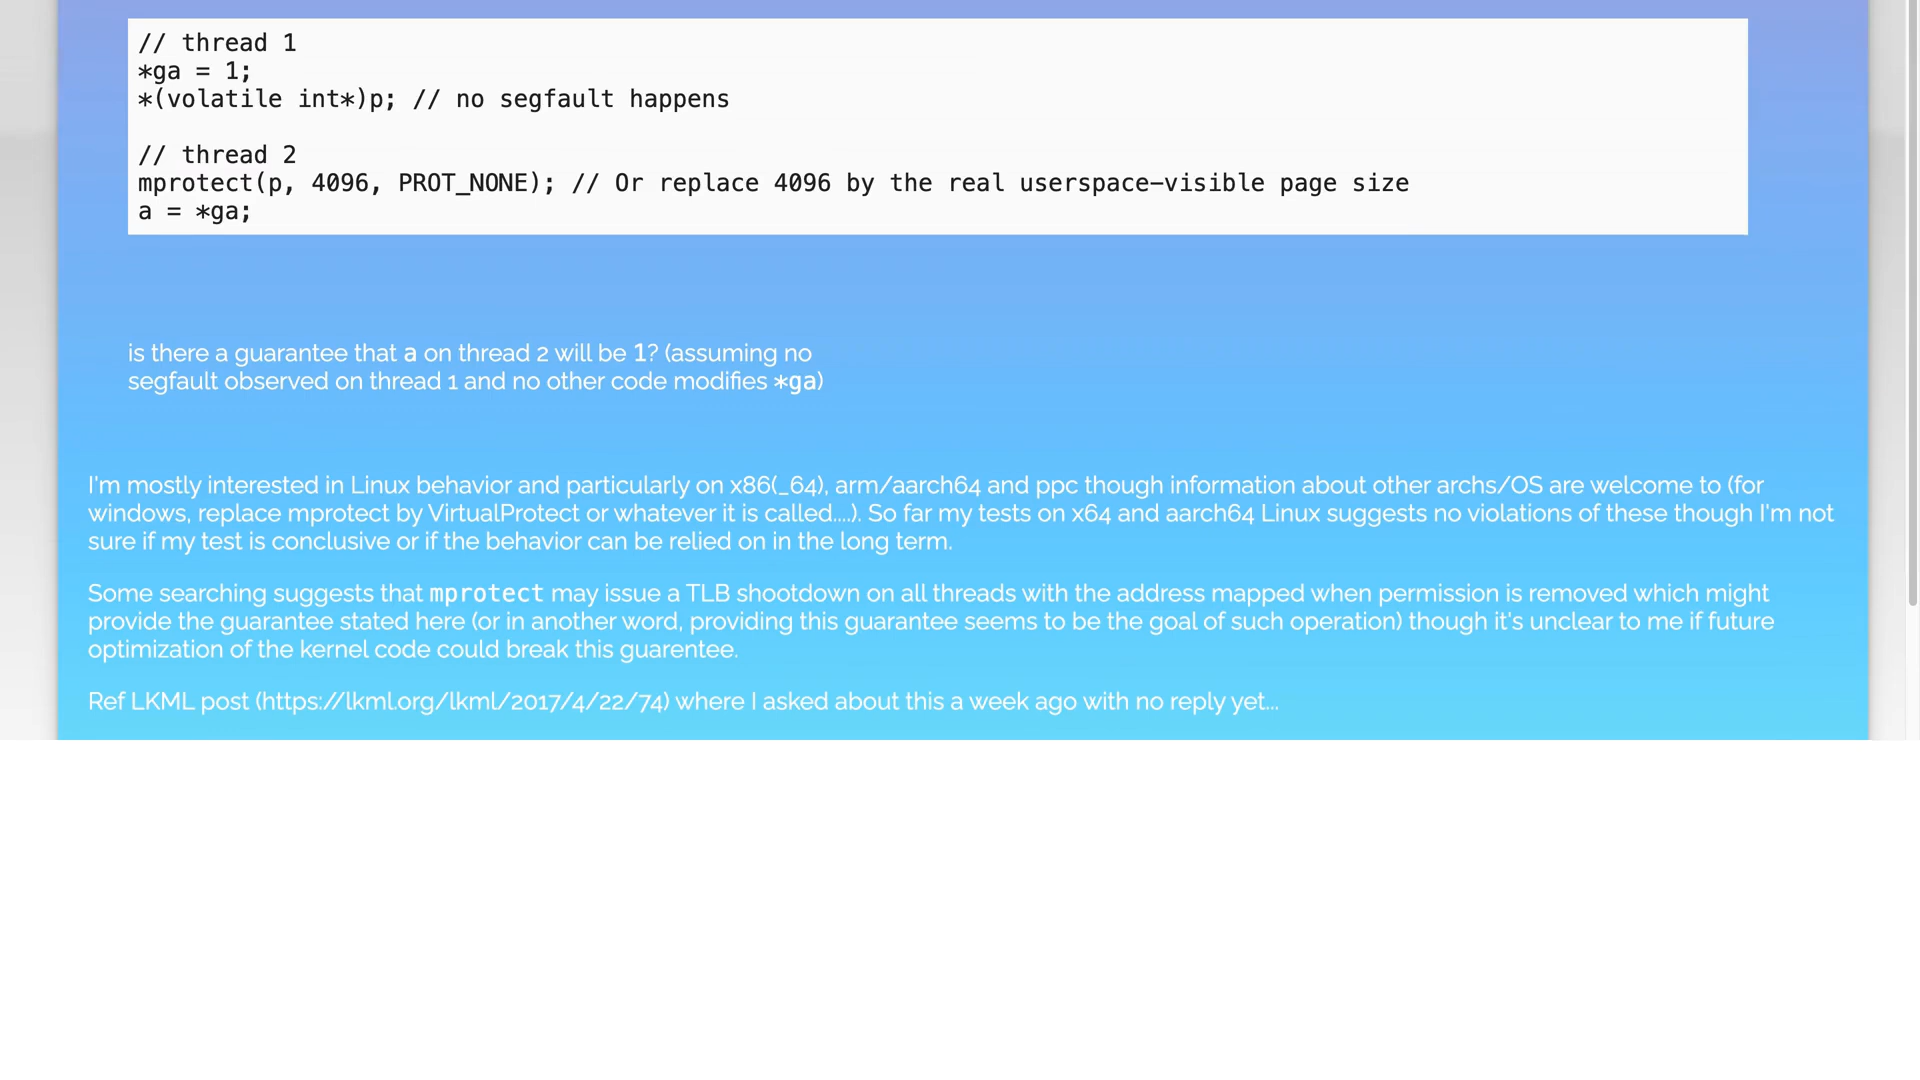 // thread 1
*ga = 1;
*(volatile int*)p; // no segfault happens
// thread 2
mprotect(p, 4096, PROT_NONE); // Or replace 4096 by the real userspace-visible page size
a = *ga;
is there a guarantee that a on thread 2 will be 1? (assuming no
segfault observed on thread 1 and no other code modifies *ga)
I'm mostly interested in Linux behavior and particularly on x86(_64), arm/aarch64 and ppc though information about other archs/OS are welcome to (for
windows, replace mprotect by VirtualProtect or whatever it is called....). So far my tests on x64 and aarch64 Linux suggests no violations of these though I'm not
sure if my test is conclusive or if the behavior can be relied on in the long term.
Some searching suggests that mprotect may issue a TLB shootdown on all threads with the address mapped when permission is removed which might
provide the guarantee stated here (or in another word, providing this guarantee seems to be the goal of such operation) though it's unclear to me if future
optimization of the kernel code could break this guarentee.
Ref LKML post (https://lkml.org/lkml/2017/4/22/74) where I asked about this a week ago with no reply yet...